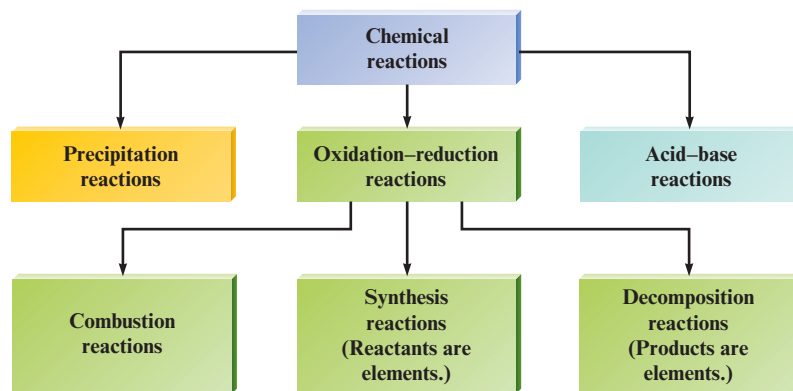 Chemical
reactions
Precipitation
reactions
Oxidation–reduction
reactions
Acid–base
reactions
Combustion
reactions
Synthesis
reactions
(Reactants are
elements.)
Decomposition
reactions
(Products are
elements.)